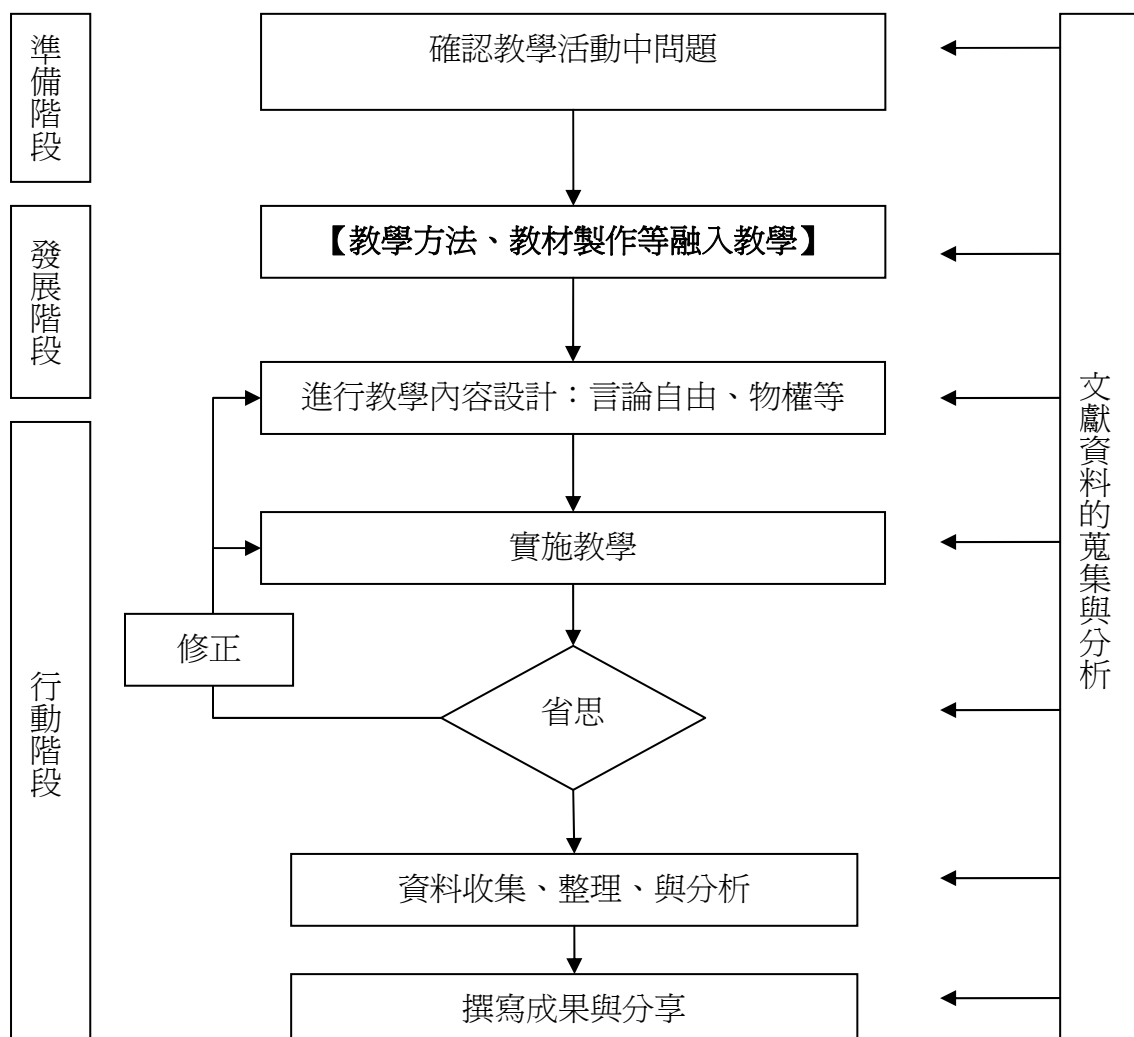 準備階段
確認教學活動中問題
發展階段
【教學方法、教材製作等融入教學】
進行教學內容設計：言論自由、物權等
行動階段
實施教學
修正
省思
資料收集、整理、與分析
撰寫成果與分享
文獻資料的蒐集與分析